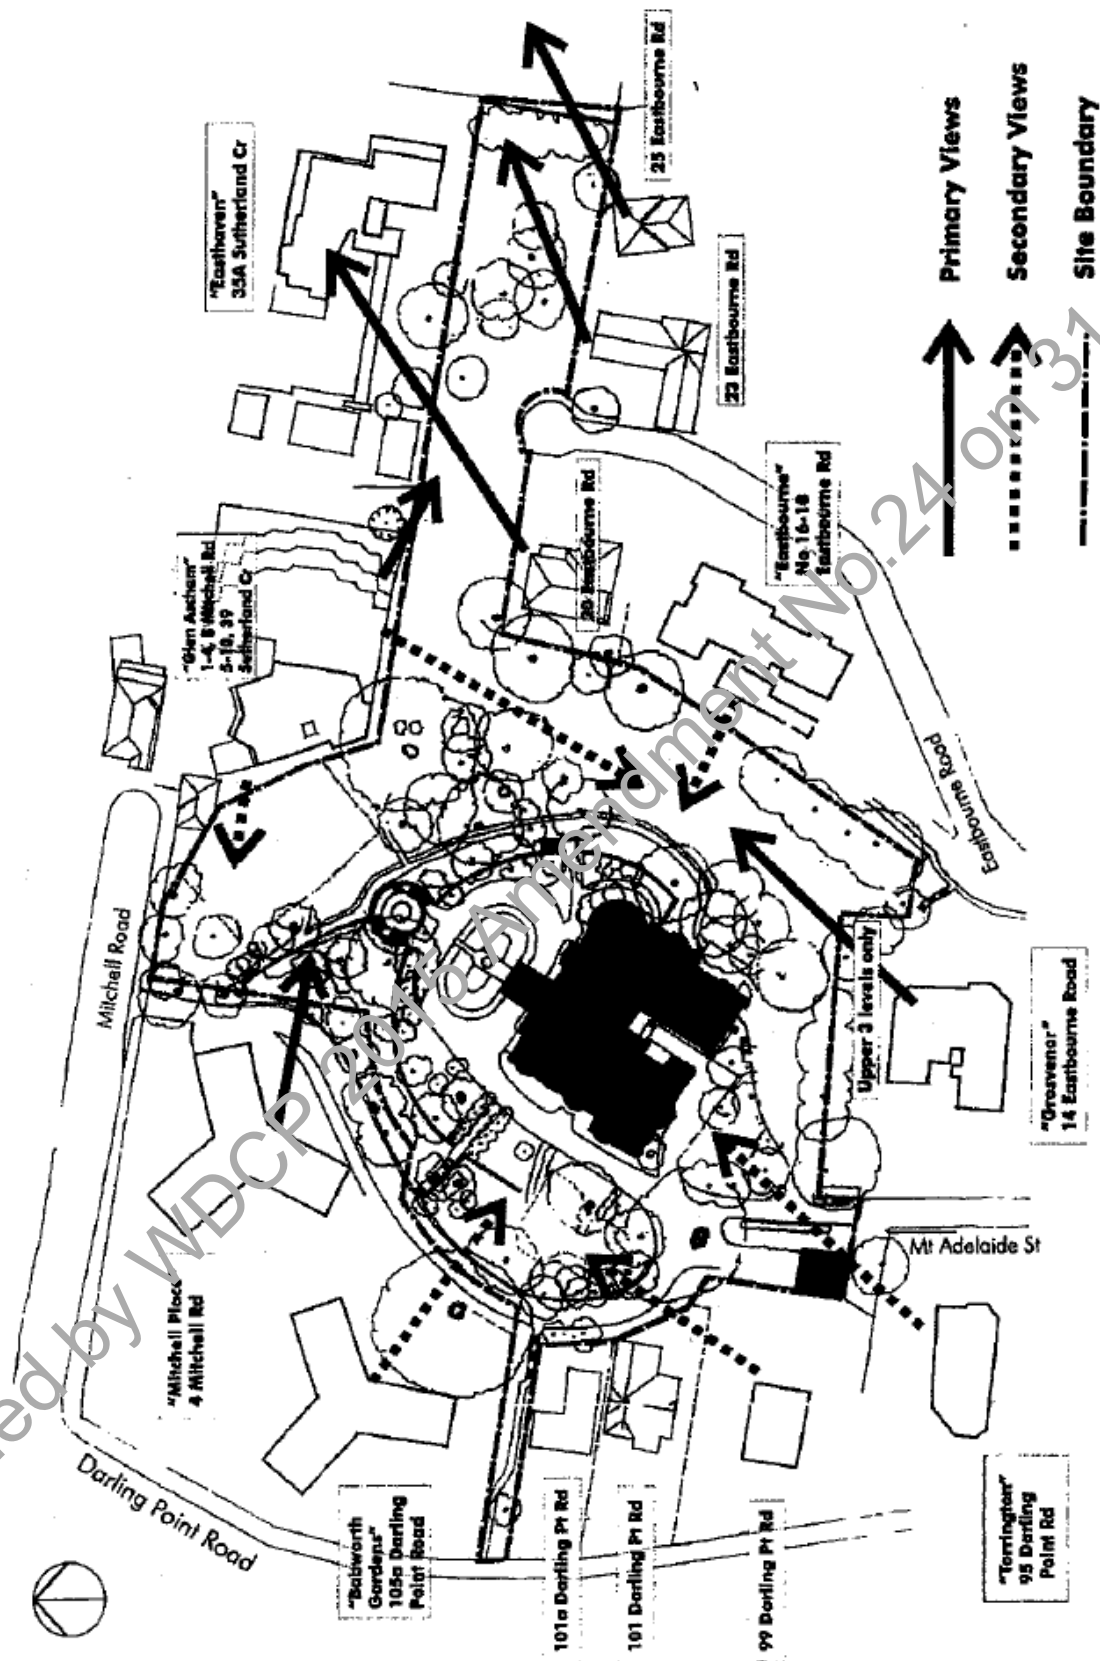 25 Eastbourne Rd
"Easthaven"
35A Sutherland Cr
23 Eastbourne Rd
Primary Views
Secondary Views
Site Boundary
"Eastbourne"
No 16-18
Eastbourne Rd
20 Eastbourne Rd
"Glen Ascham"
1-4, 8 Mitchell Rd
5-10, 39
Sutherland Cr
Mitchell Road
Eastbourne Road
Upper 3 levels only
"Grosvenor"
14 Eastbourne Road
Mt Adelaide St
"Mitchell Place
4 Mitchell Rd
Darling Point Road
"Babworth
Gardens"
105a Darling
Point Road
101a Darling Pt Rd
101 Darling Pt Rd
99 Darling Pt Rd
"Torrington"
95 Darling
Point Rd
ed by WDCP 2015 Amendment No.24 on 31